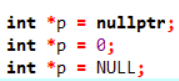 int *p = nullptr;
int *p = 0;
int *p = NULL;